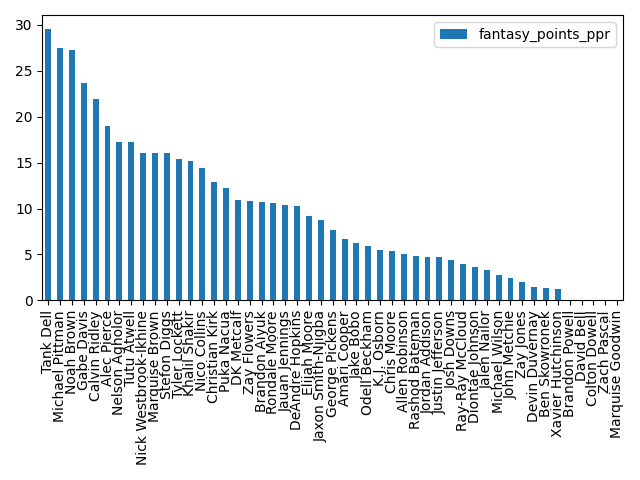 fantasy_points_ppr
30
25
20
15
10
5
0
Tank Dell
Michael Pittman
Noah Brown
Gabe Davis
Calvin Ridley
Alec Pierce
Nelson Agholor
Tutu Atwell
Nick Westbrook-Ikhine
Marquise Brown
Stefon Diggs
Tyler Lockett
Khalil Shakir
Nico Collins
Christian Kirk
Puka Nacua
DK Metcalf
Zay Flowers
Brandon Aiyuk
Rondale Moore
Jauan Jennings
DeAndre Hopkins
Elijah Moore
Jaxon Smith-Njigba
George Pickens
Amari Cooper
Jake Bobo
Odell Beckham
K.J. Osborn
Chris Moore
Allen Robinson
Rashod Bateman
Jordan Addison
Justin Jefferson
Josh Downs
Ray-Ray McCloud
Diontae Johnson
Jalen Nailor
Michael Wilson
John Metchie
Zay Jones
Devin Duvernay
Ben Skowronek
Xavier Hutchinson
Brandon Powell
David Bell
Colton Dowell
Zach Pascal
Marquise Goodwin